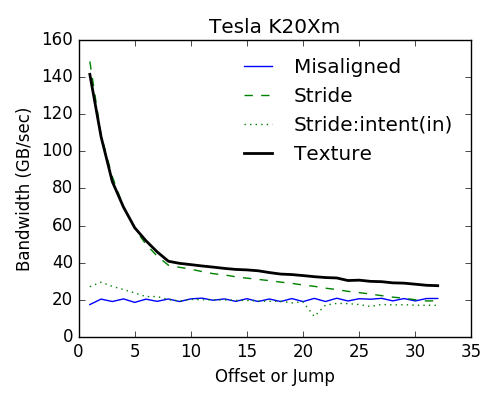 Tesla K20Xm
160
140
120
100
80
60
40
20
0
Bandwidth (GB/sec)
Misaligned
Stride
Stride:intent(in)
Texture
0 5 10 15 20 25 30 35
Offset or Jump